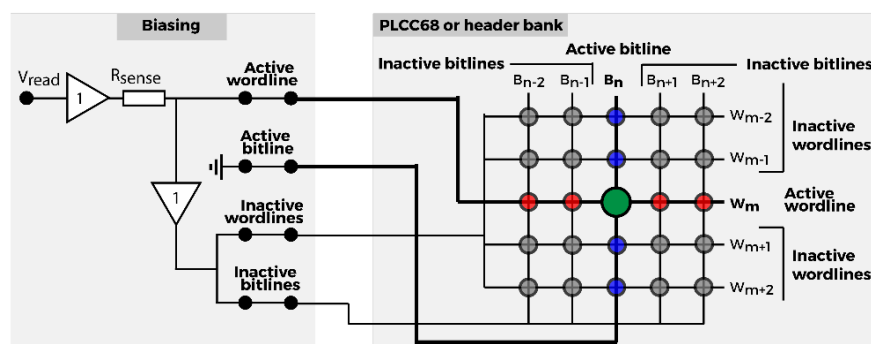 Biasing
PLCC68 or header bank
Active bitline
Inactive bitlines
Inactive bitlines
Vread
Rsense
1
Active
wordline
Bn-2 Bn-1 Bn Bn+1 Bn+2
Wm-2
Inactive
wordlines
Wm-1
Active
bitline
1
Wm
Active
wordline
Inactive
wordlines
Wm+1
Inactive
wordlines
Wm+2
Inactive
bitlines